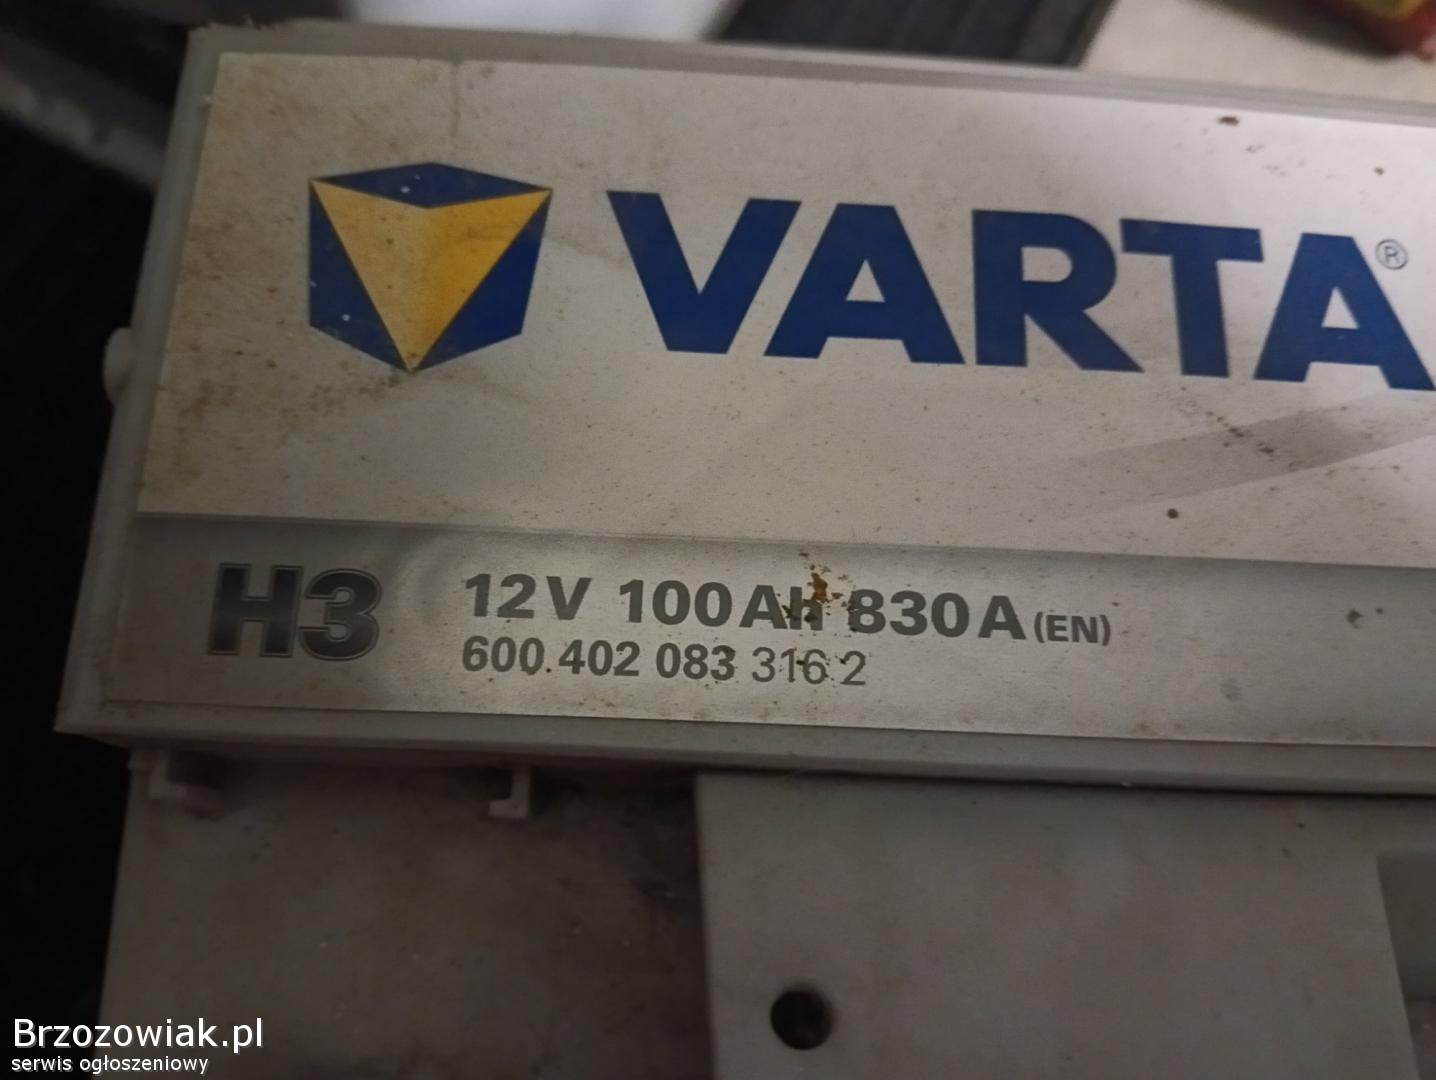 VARTA®
H3 12V 100Ah 830A (EN)
600 402 083 316 2
Brzozowiak.pl
serwis ogłoszeniowy